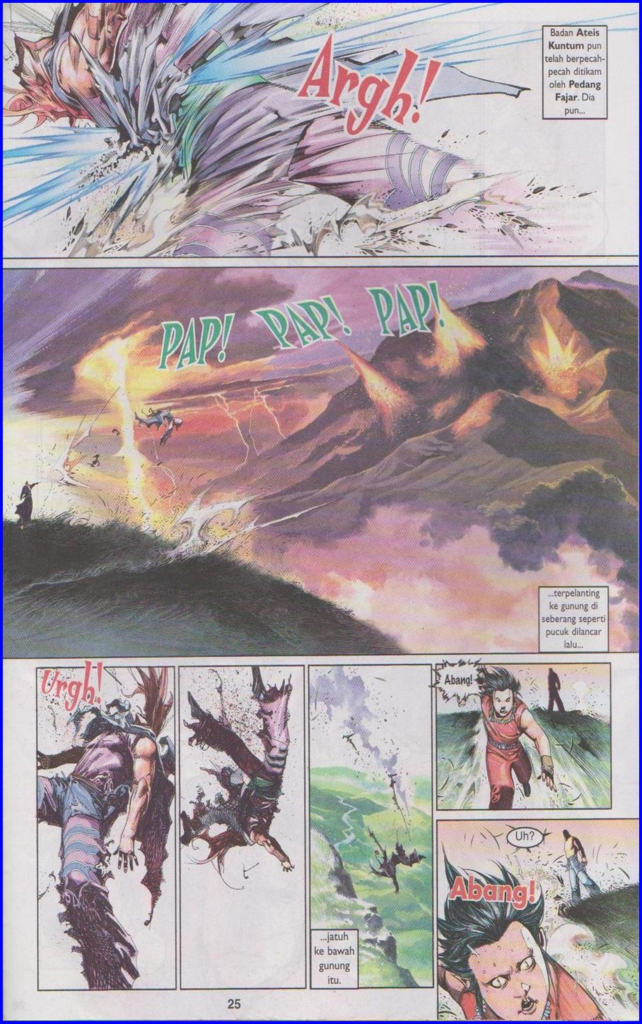 Argh!
Badan Ateis
Kuntum pun
telah berpecah-
pecah ditikam
oleh Pedang
Fajar. Dia
pun...
PAP! PAP! PAP!
...terpelanting
ke gunung di
seberang seperti
pucuk dilancar
lalu...
Urgh!
...jatuh
ke bawah
gunung
itu.
Abang!
Uh?
Abang!
25